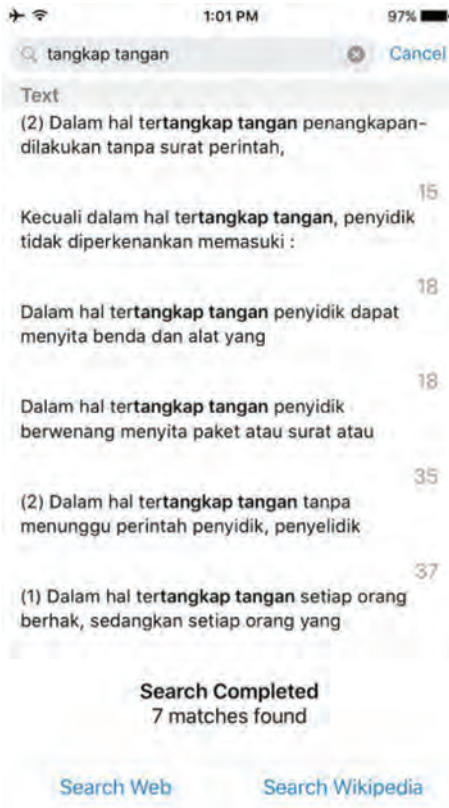 1:01 PM
97%
tangkap tangan
Cancel
Text
(2) Dalam hal tertangkap tangan penangkapan-
dilakukan tanpa surat perintah,
15
Kecuali dalam hal tertangkap tangan, penyidik
tidak diperkenankan memasuki :
18
Dalam hal tertangkap tangan penyidik dapat
menyita benda dan alat yang
18
Dalam hal tertangkap tangan penyidik
berwenang menyita paket atau surat atau
35
(2) Dalam hal tertangkap tangan tanpa
menunggu perintah penyidik, penyelidik
37
(1) Dalam hal tertangkap tangan setiap orang
berhak, sedangkan setiap orang yang
Search Completed
7 matches found
Search Web
Search Wikipedia